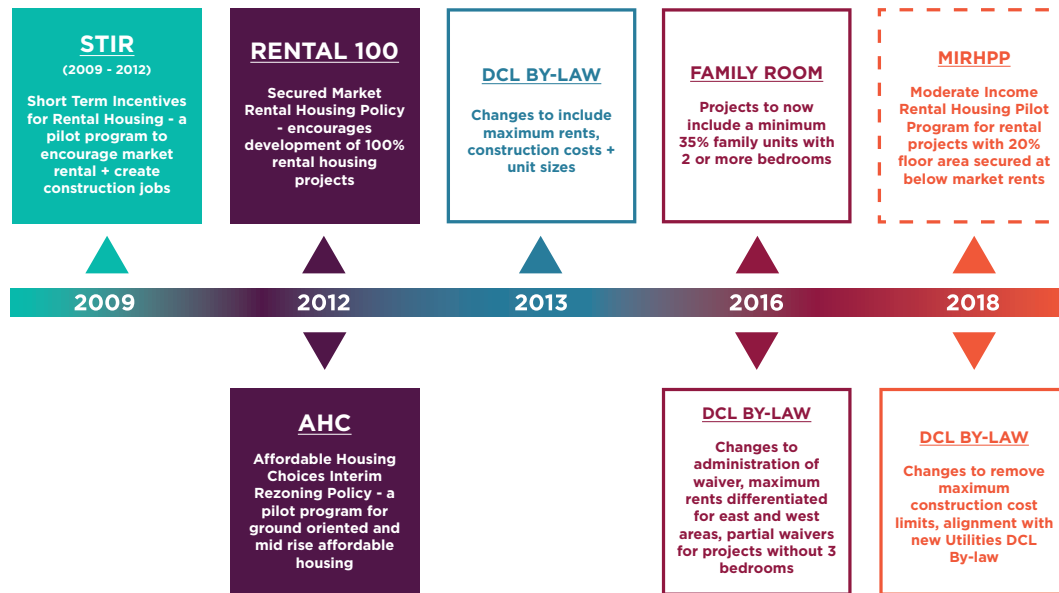 STIR
(2009 - 2012)
Short Term Incentives
for Rental Housing - a
pilot program to
encourage market
rental + create
construction jobs
RENTAL 100
Secured Market
Rental Housing Policy
- encourages
development of 100%
rental housing
projects
DCL BY-LAW
Changes to include
maximum rents,
construction costs +
unit sizes
FAMILY ROOM
Projects to now
include a minimum
35% family units with
2 or more bedrooms
MIRHPP
Moderate Income
Rental Housing Pilot
Program for rental
projects with 20%
floor area secured at
below market rents
2009
2012
2013
2016
2018
AHC
Affordable Housing
Choices Interim
Rezoning Policy - a
pilot program for
ground oriented and
mid rise affordable
housing
DCL BY-LAW
Changes to
administration of
waiver, maximum
rents differentiated
for east and west
areas, partial waivers
for projects without 3
bedrooms
DCL BY-LAW
Changes to remove
maximum
construction cost
limits, alignment with
new Utilities DCL
By-law